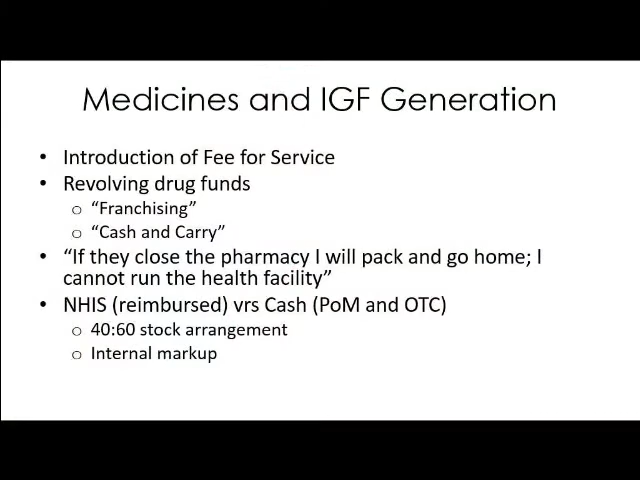 Medicines and IGF Generation
• Introduction of Fee for Service
• Revolving drug funds
o “Franchising”
o “Cash and Carry”
• “If they close the pharmacy I will pack and go home; I
cannot run the health facility”
• NHIS (reimbursed) vrs Cash (PoM and OTC)
o 40:60 stock arrangement
o Internal markup